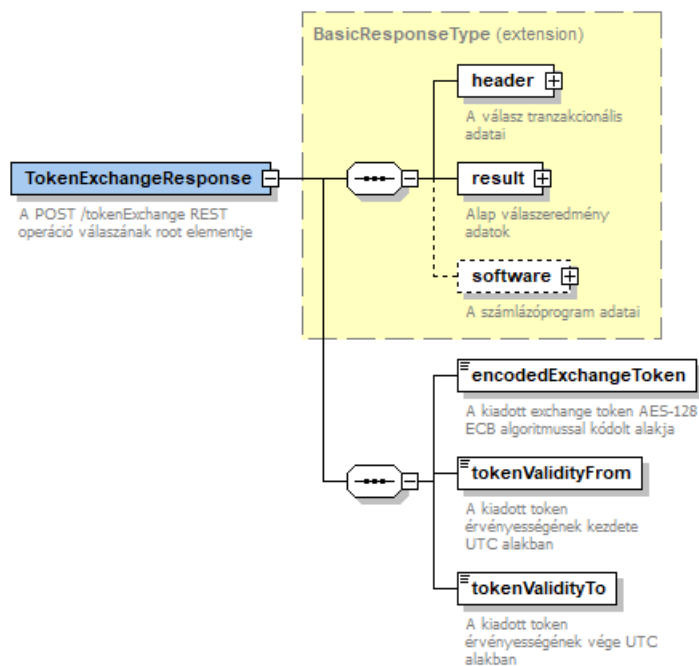 BasicResponseType (extension)
header
A válasz tranzakcionális
adatai
TokenExchangeResponse
A POST /tokenExchange REST
operáció válaszának root elementje
result
Alap válaszeredmény
adatok
software
A számlázóprogram adatai
encodedExchangeToken
A kiadott exchange token AES-128
ECB algoritmussal kódolt alakja
tokenValidityFrom
A kiadott token
érvényességének kezdete
UTC alakban
tokenValidityTo
A kiadott token
érvényességének vége UTC
alakban